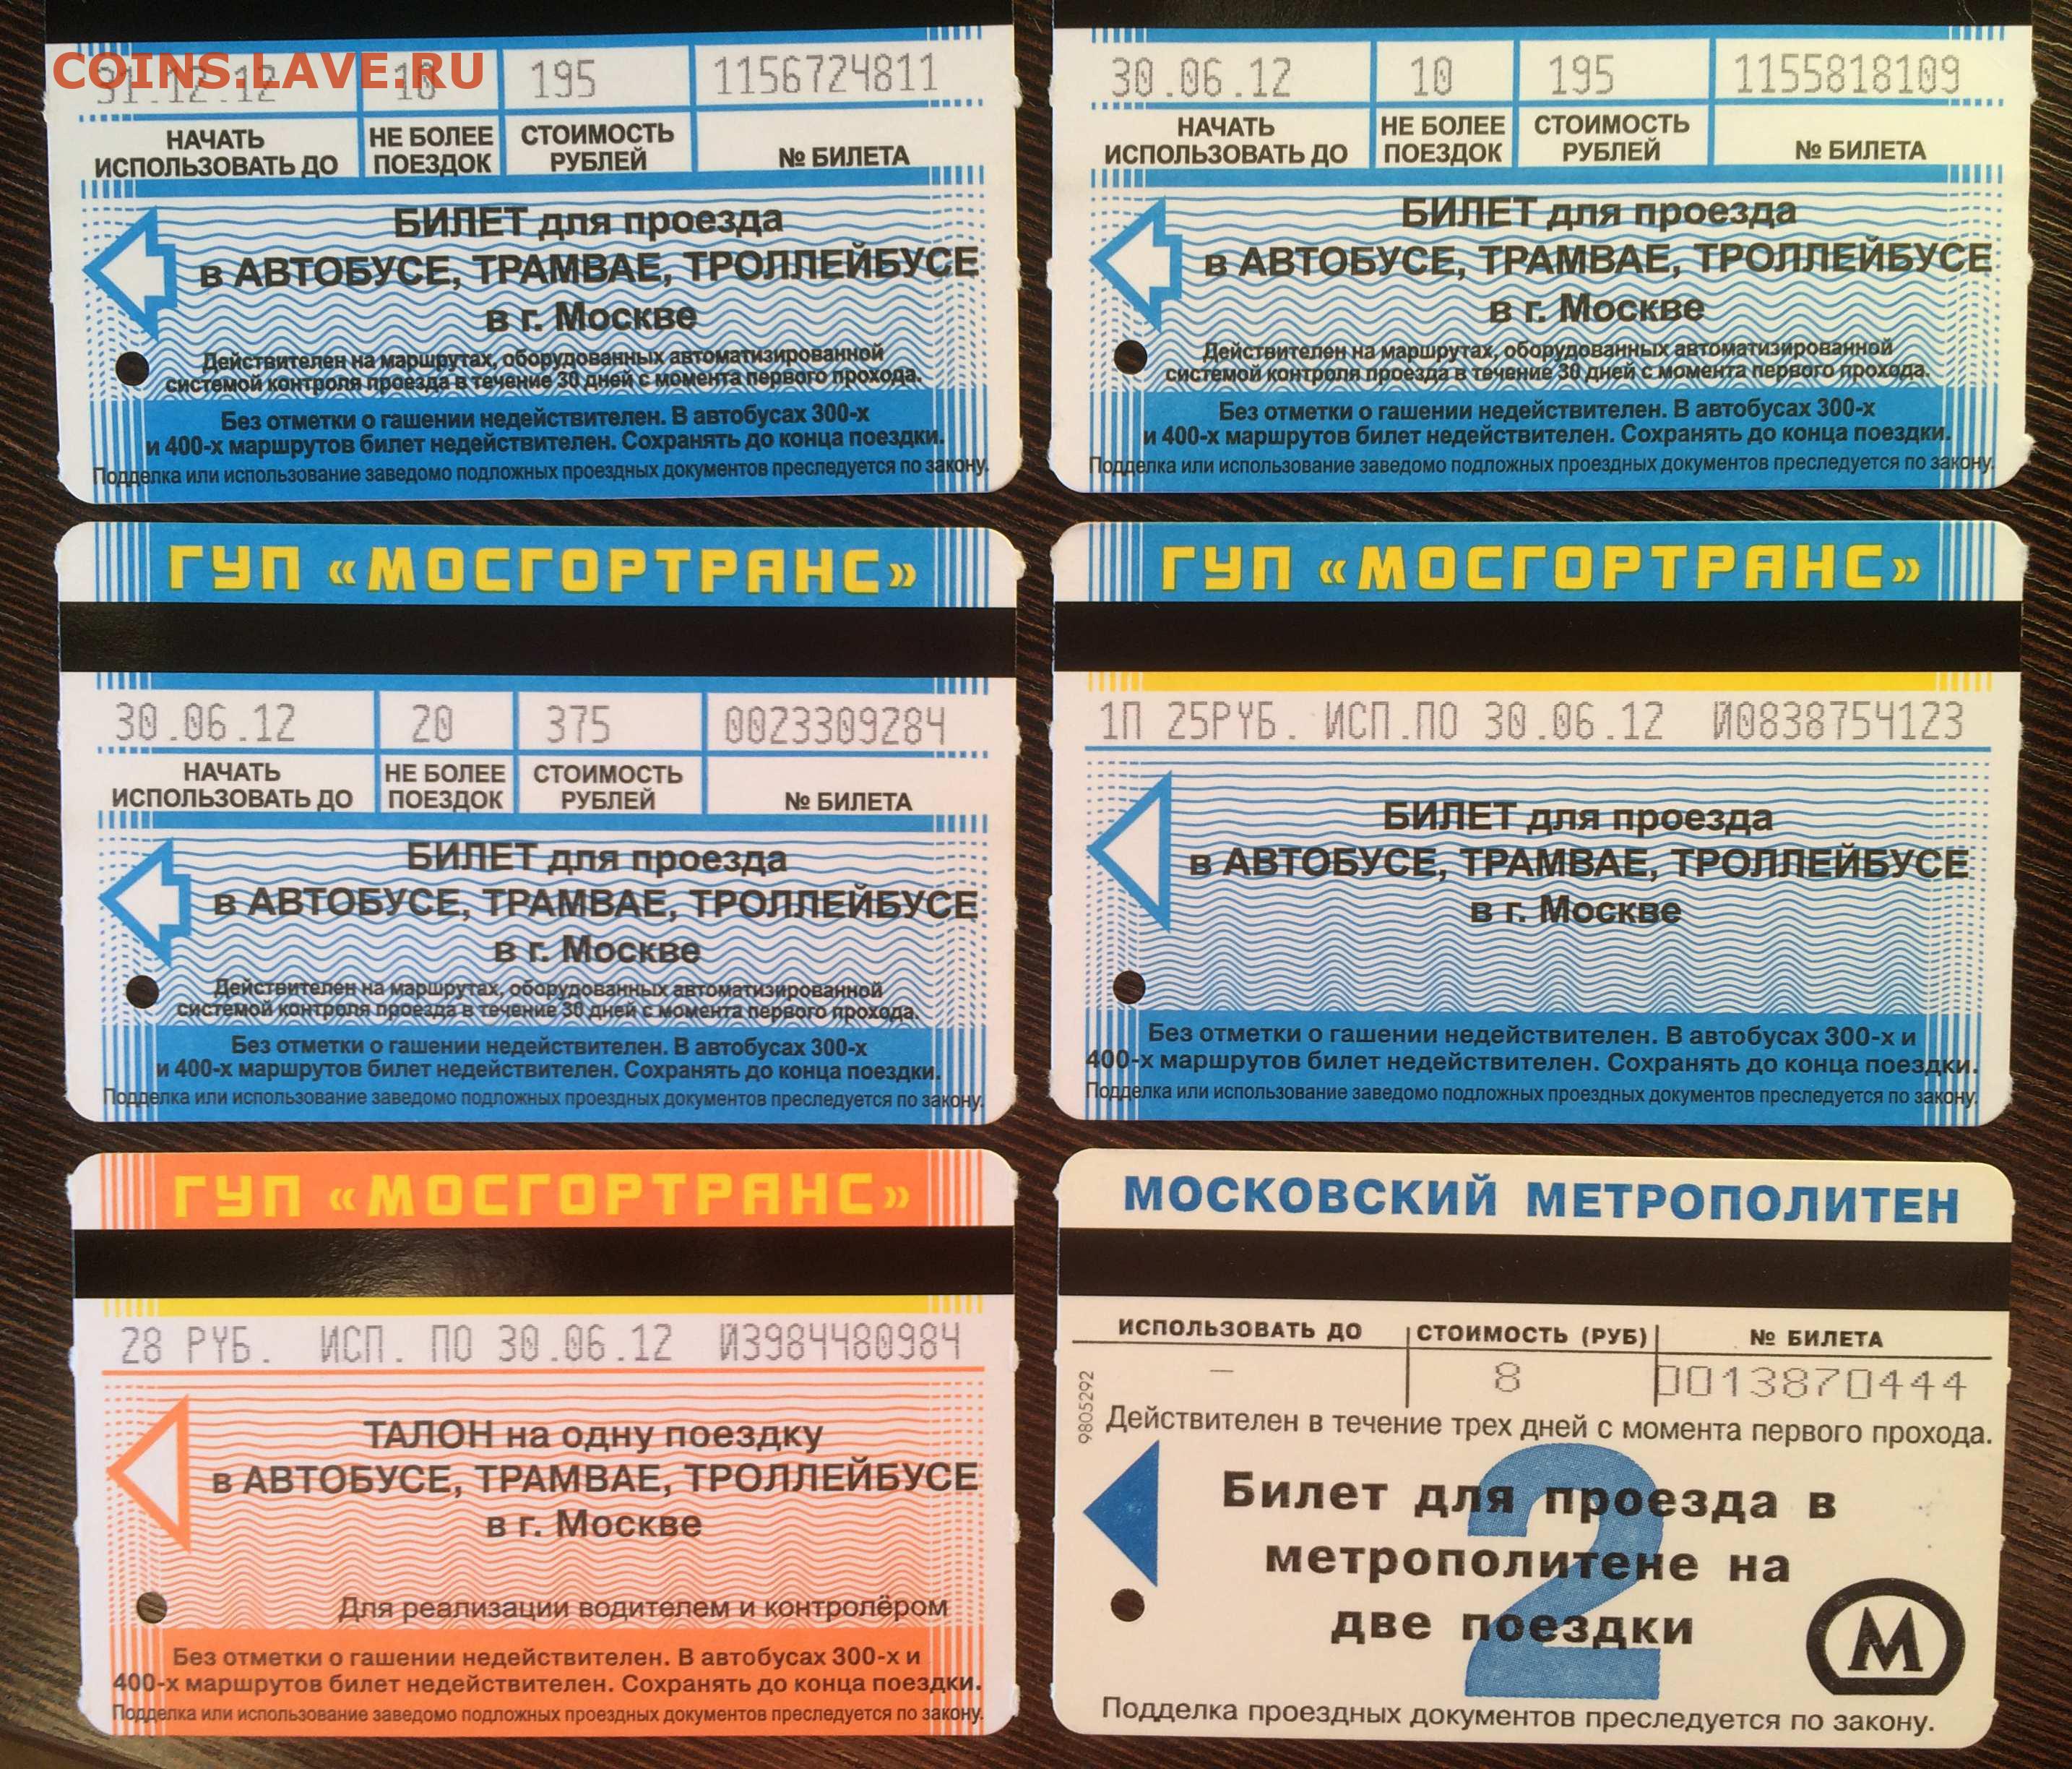 COINS.LAVE.RU
31.12.12 10 195 1156724811
НАЧАТЬ ИСПОЛЬЗОВАТЬ ДО
НЕ БОЛЕЕ ПОЕЗДОК
СТОИМОСТЬ РУБЛЕЙ
№ БИЛЕТА
БИЛЕТ для проезда
в АВТОБУСЕ, ТРАМВАЕ, ТРОЛЛЕЙБУСЕ
в г. Москве
Действителен на маршрутах, оборудованных автоматизированной
системой контроля проезда в течение 30 дней с момента первого прохода.
Без отметки о гашении недействителен. В автобусах 300-х
и 400-х маршрутов билет недействителен. Сохранять до конца поездки.
Подделка или использование заведомо подложных проездных документов преследуется по закону.
30.06.12 10 195 1155818109
НАЧАТЬ ИСПОЛЬЗОВАТЬ ДО
НЕ БОЛЕЕ ПОЕЗДОК
СТОИМОСТЬ РУБЛЕЙ
№ БИЛЕТА
БИЛЕТ для проезда
в АВТОБУСЕ, ТРАМВАЕ, ТРОЛЛЕЙБУСЕ
в г. Москве
Действителен на маршрутах, оборудованных автоматизированной
системой контроля проезда в течение 30 дней с момента первого прохода.
Без отметки о гашении недействителен. В автобусах 300-х
и 400-х маршрутов билет недействителен. Сохранять до конца поездки.
Подделка или использование заведомо подложных проездных документов преследуется по закону.
ГУП «МОСГОРТРАНС»
30.06.12 20 375 0023309284
НАЧАТЬ ИСПОЛЬЗОВАТЬ ДО
НЕ БОЛЕЕ ПОЕЗДОК
СТОИМОСТЬ РУБЛЕЙ
№ БИЛЕТА
БИЛЕТ для проезда
в АВТОБУСЕ, ТРАМВАЕ, ТРОЛЛЕЙБУСЕ
в г. Москве
Действителен на маршрутах, оборудованных автоматизированной
системой контроля проезда в течение 30 дней с момента первого прохода.
Без отметки о гашении недействителен. В автобусах 300-х
и 400-х маршрутов билет недействителен. Сохранять до конца поездки.
Подделка или использование заведомо подложных проездных документов преследуется по закону.
ГУП «МОСГОРТРАНС»
1П 25РУБ. ИСП.ПО 30.06.12 И0838754123
БИЛЕТ для проезда
в АВТОБУСЕ, ТРАМВАЕ, ТРОЛЛЕЙБУСЕ
в г. Москве
Без отметки о гашении недействителен. В автобусах 300-х и
400-х маршрутов билет недействителен. Сохранять до конца поездки.
Подделка или использование заведомо подложных проездных документов преследуется по закону.
ГУП «МОСГОРТРАНС»
28 РУБ. ИСП. ПО 30.06.12 И3984480984
ТАЛОН на одну поездку
в АВТОБУСЕ, ТРАМВАЕ, ТРОЛЛЕЙБУСЕ
в г. Москве
Для реализации водителем и контролёром
Без отметки о гашении недействителен. В автобусах 300-х и
400-х маршрутов билет недействителен. Сохранять до конца поездки.
Подделка или использование заведомо подложных проездных документов преследуется по закону.
МОСКОВСКИЙ МЕТРОПОЛИТЕН
ИСПОЛЬЗОВАТЬ ДО СТОИМОСТЬ (РУБ) № БИЛЕТА
- 8 0013870444
9805292
Действителен в течение трех дней с момента первого прохода.
2
Билет для проезда в
метрополитене на
две поездки
М
Подделка проездных документов преследуется по закону.